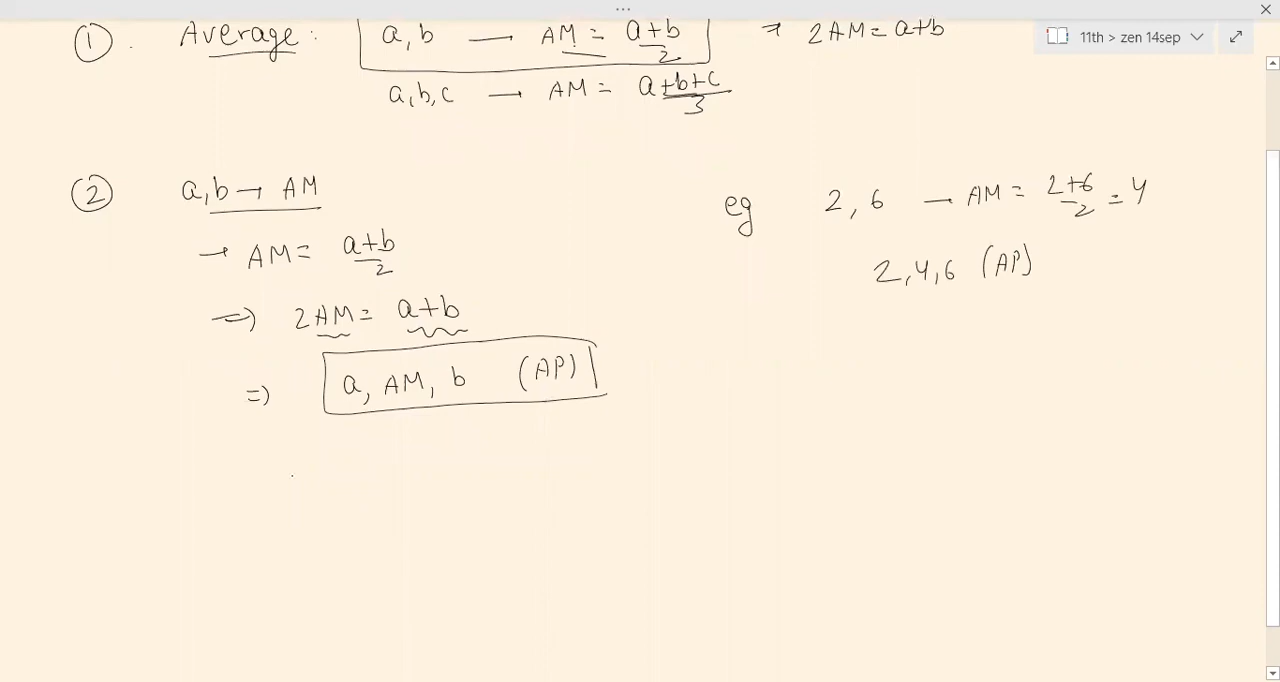 ① Average: a, b → AM = a+b/2 ⇒ 2AM = a+b
11th > zen 14sep
a, b, c → AM = a+b+c/3
② a, b → AM
eg 2, 6 → AM = 2+6/2 = 4
→ AM = a+b/2
2, 4, 6 (AP)
⇒ 2AM = a+b
⇒ a, AM, b (AP)